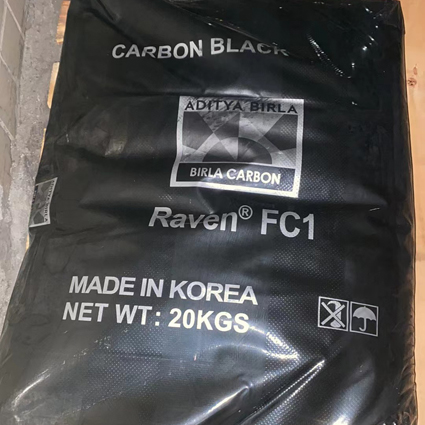 CARBON BLACK
ADITYA BIRLA
BIRLA CARBON
Raven® FC1
MADE IN KOREA
NET WT: 20KGS